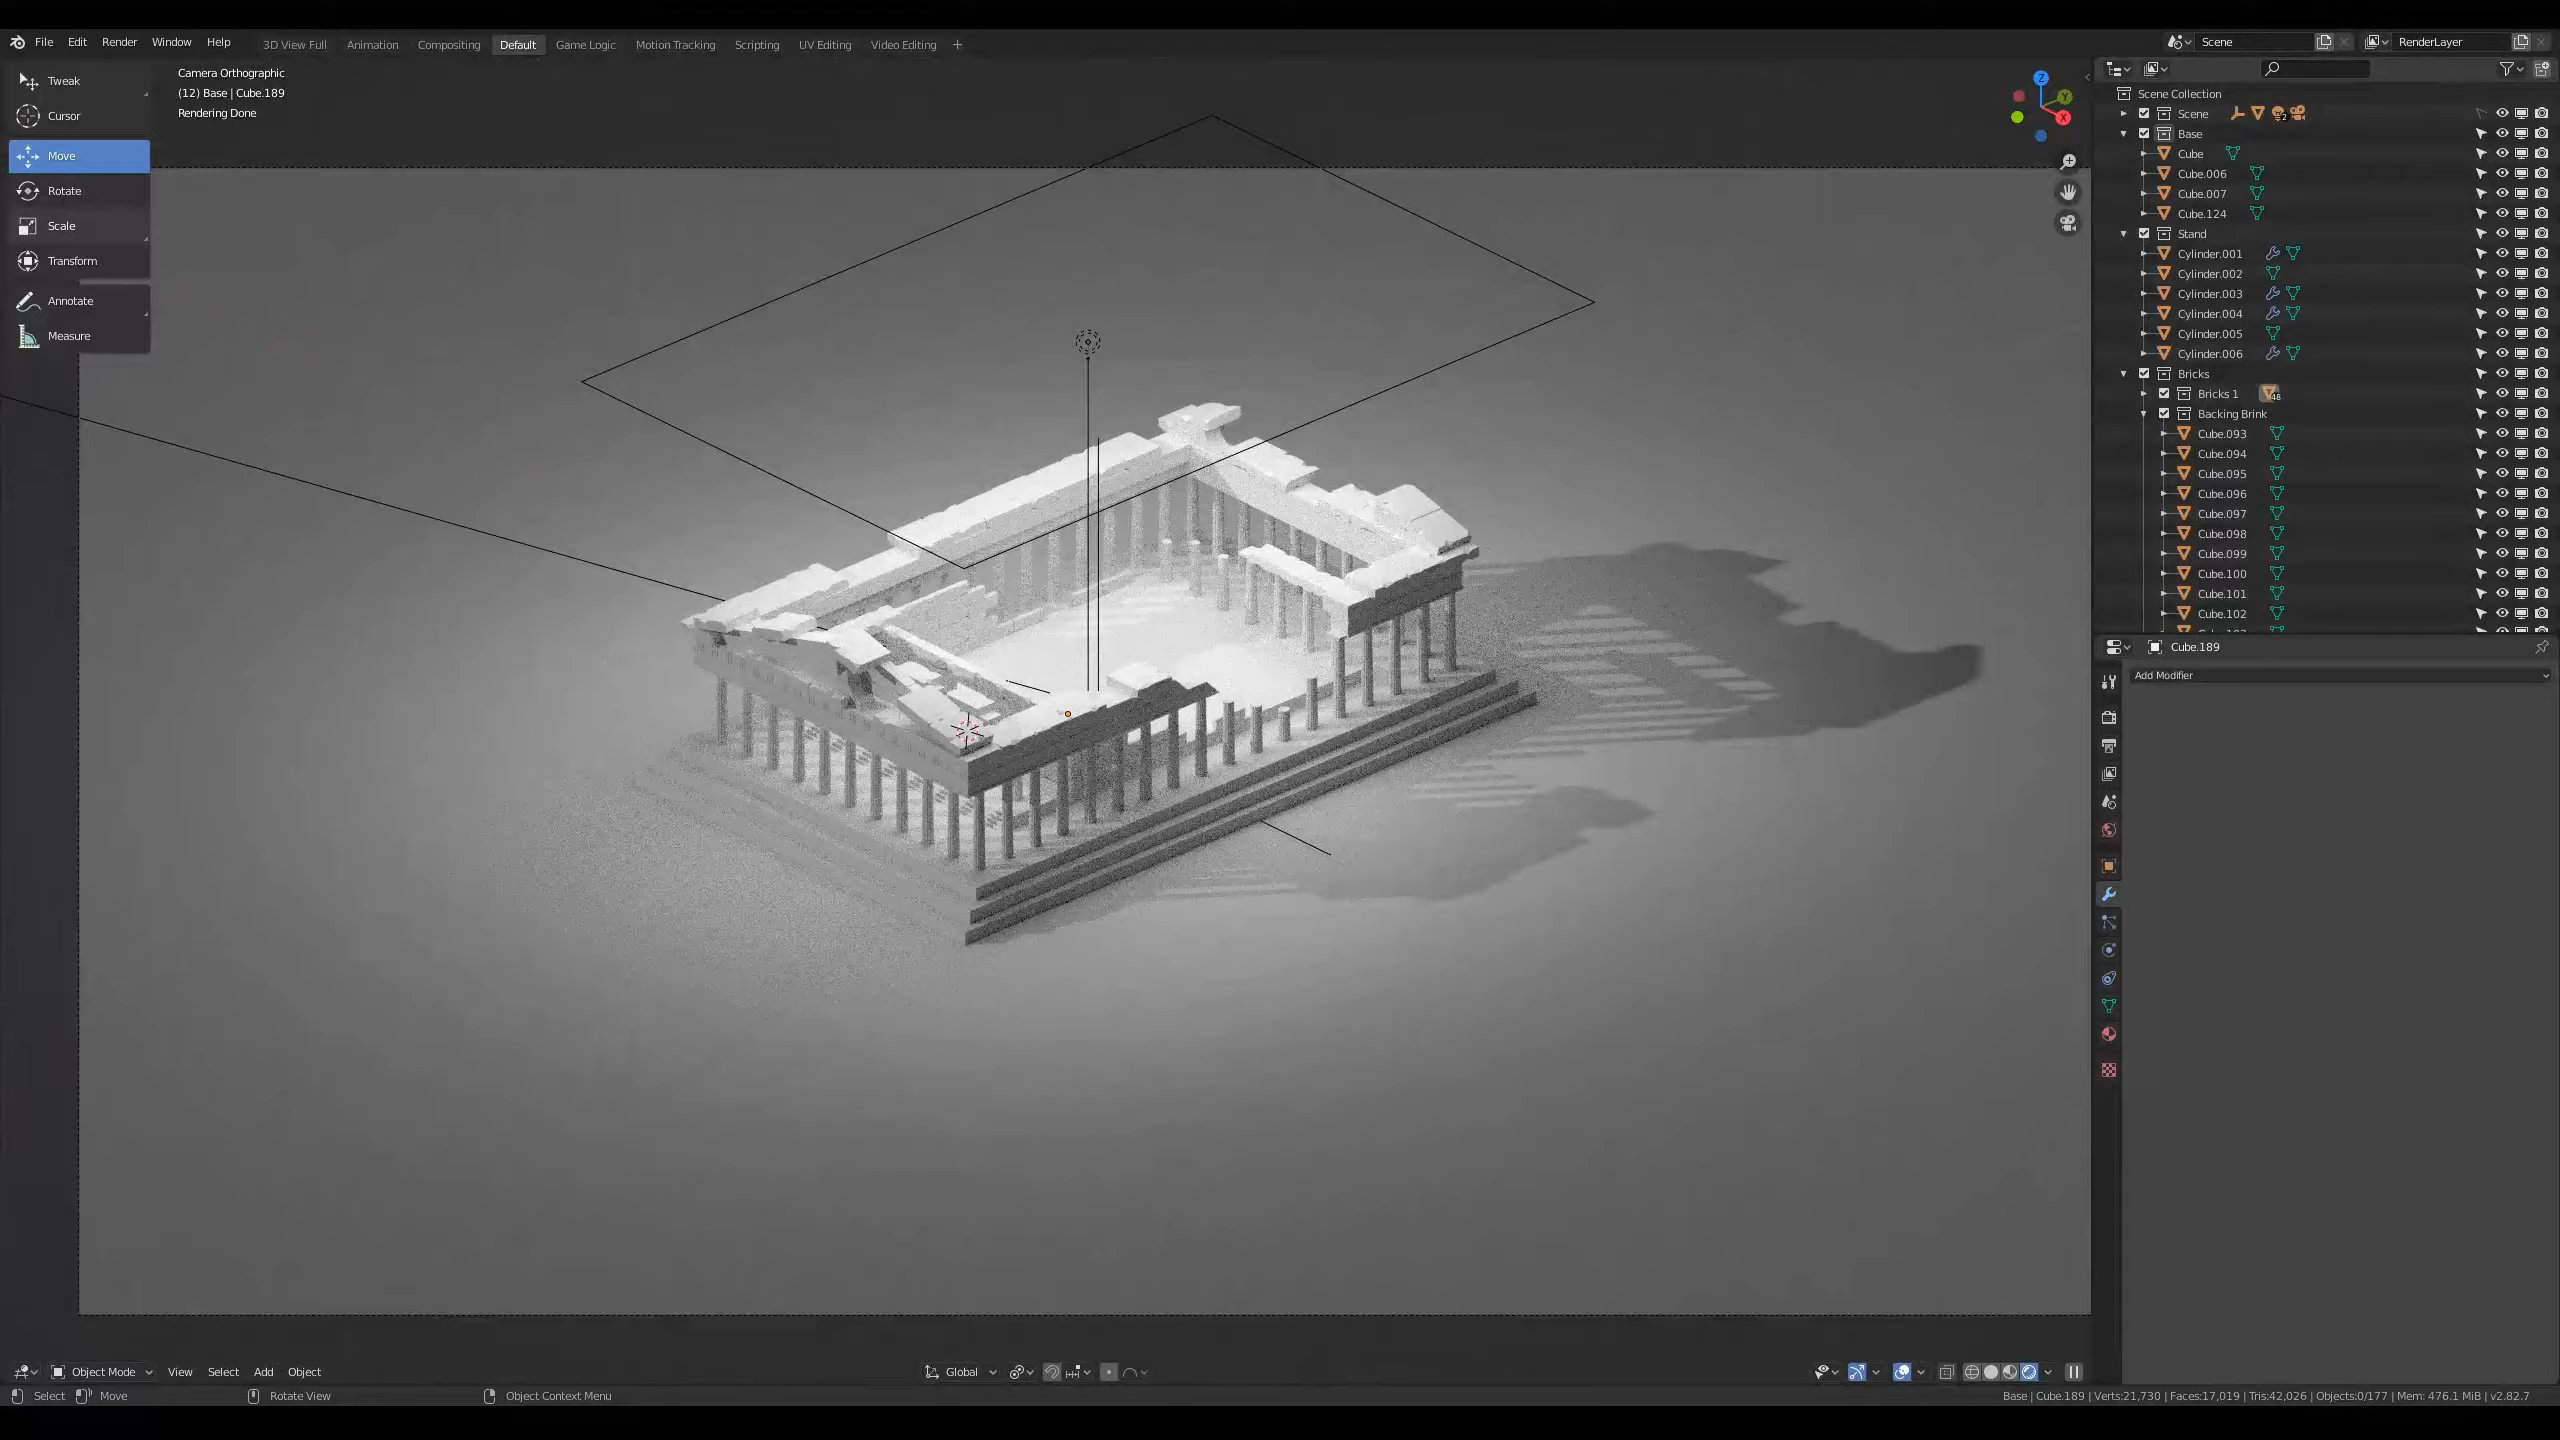 File Edit Render Window Help 3D View Full Animation Compositing Default Game Logic Motion Tracking Scripting UV Editing Video Editing + Scene RenderLayer
Tweak
Cursor
Move
Rotate
Scale
Transform
Annotate
Measure
Camera Orthographic
(12) Base | Cube.189
Rendering Done
Z
Y
X
Scene Collection
Scene 2
Base
Cube
Cube.006
Cube.007
Cube.124
Stand
Cylinder.001
Cylinder.002
Cylinder.003
Cylinder.004
Cylinder.005
Cylinder.006
Bricks
Bricks 1 48
Backing Brink
Cube.093
Cube.094
Cube.095
Cube.096
Cube.097
Cube.098
Cube.099
Cube.100
Cube.101
Cube.102
Cube.189
Add Modifier
Object Mode View Select Add Object Global
Select Move Rotate View Object Context Menu Base | Cube.189 | Verts:21,730 | Faces:17,019 | Tris:42,026 | Objects:0/177 | Mem: 476.1 MiB | v2.82.7